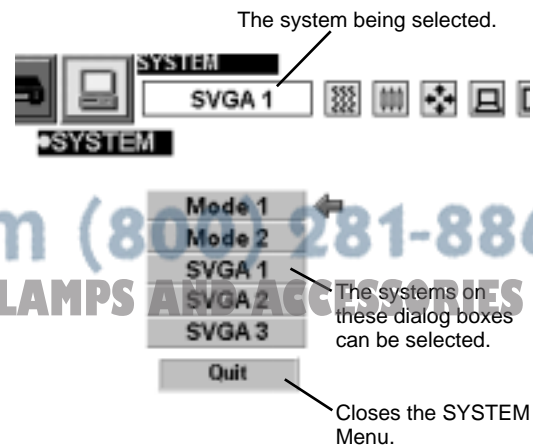 The system being selected.
SYSTEM
SVGA 1
SYSTEM
Mode 1
Mode 2
m (800) 281-886
SVGA 1
LAMPS AND ACCESSORIES
The systems on
these dialog boxes
can be selected.
SVGA 2
SVGA 3
Quit
Closes the SYSTEM
Menu.